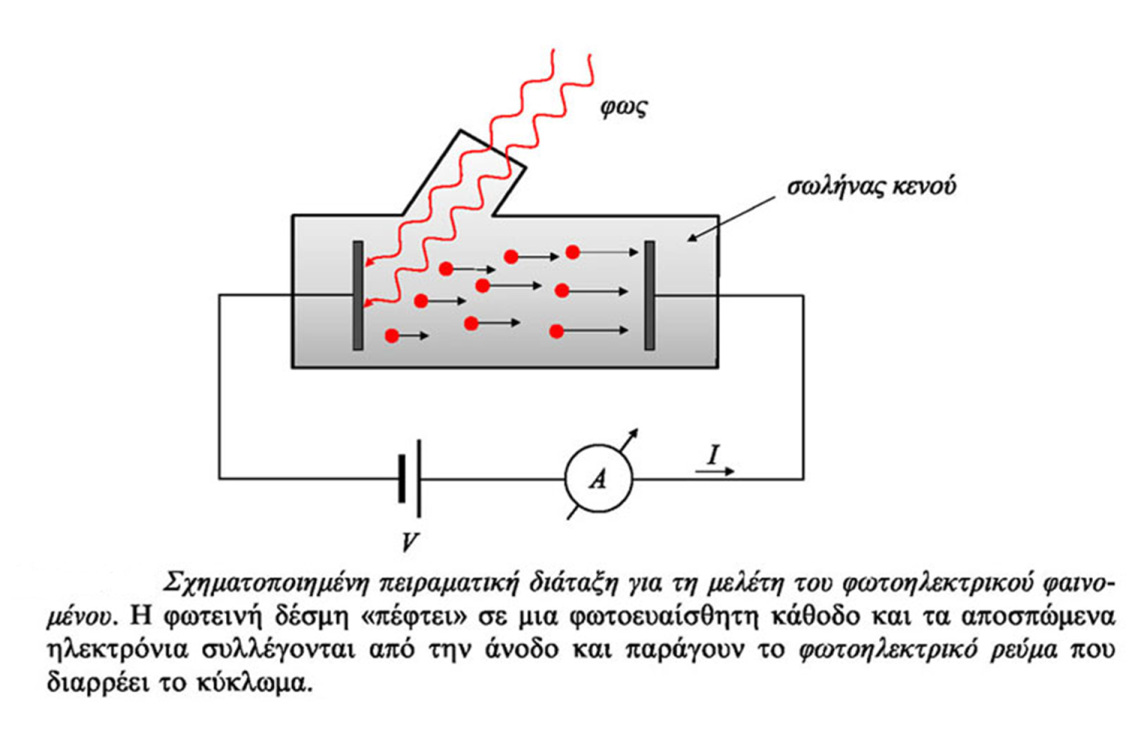 φως
σωλήνας κενού
I
A
V
Σχηματοποιημένη πειραματική διάταξη για τη μελέτη του φωτοηλεκτρικού φαινο-
μένου. Η φωτεινή δέσμη «πέφτει» σε μια φωτοευαίσθητη κάθοδο και τα αποσπώμενα
ηλεκτρόνια συλλέγονται από την άνοδο και παράγουν το φωτοηλεκτρικό ρεύμα που
διαρρέει το κύκλωμα.